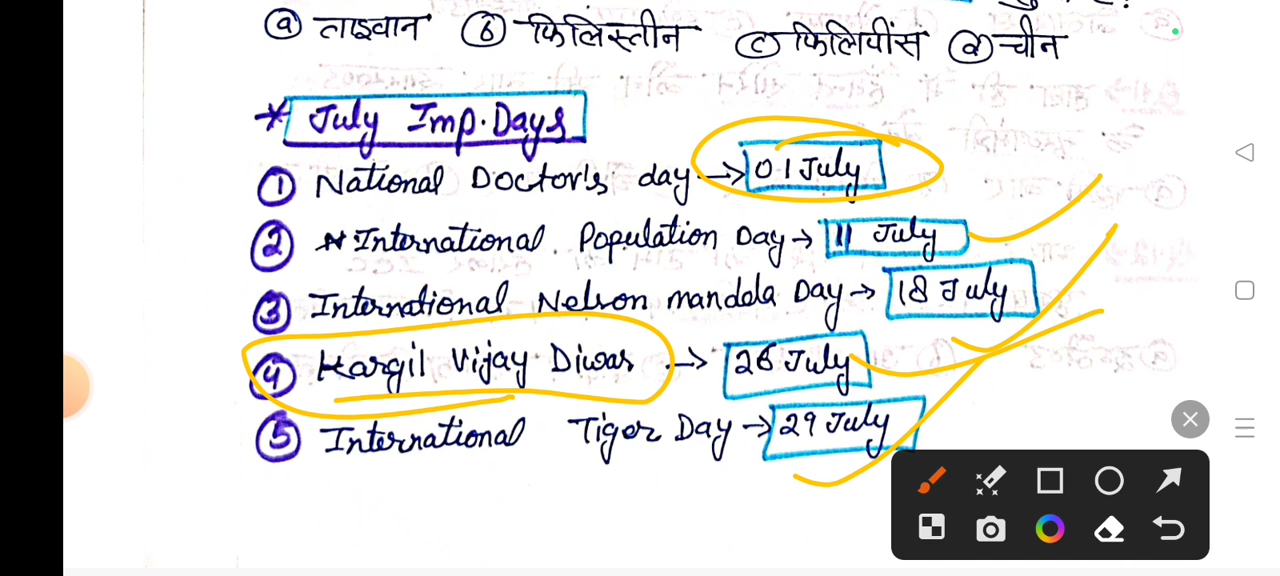 (a) ताइवान (b) फिलिस्तीन (c) फिलिपींस (d) चीन
* July Imp. Days
(1) National Doctor's day → 01 July
(2) International Population Day → 11 July
(3) International Nelson mandela Day → 18 July
(4) Kargil Vijay Diwas → 26 July
(5) International Tiger Day → 29 July